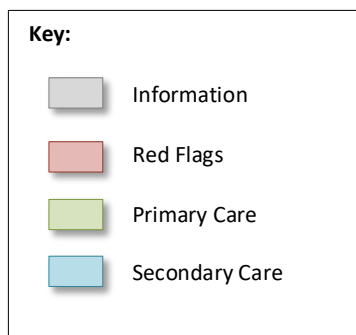 Key:
Information
Red Flags
Primary Care
Secondary Care